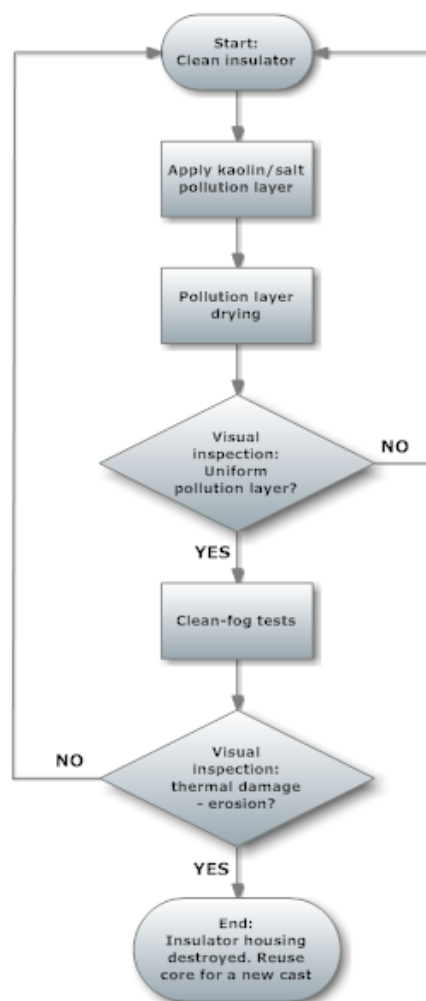 Start:
Clean insulator
Apply kaolin/salt
pollution layer
Pollution layer
drying
Visual
inspection:
Uniform
pollution layer?
NO
YES
Clean-fog tests
Visual
inspection:
thermal damage
- erosion?
NO
YES
End:
Insulator housing
destroyed. Reuse
core for a new cast